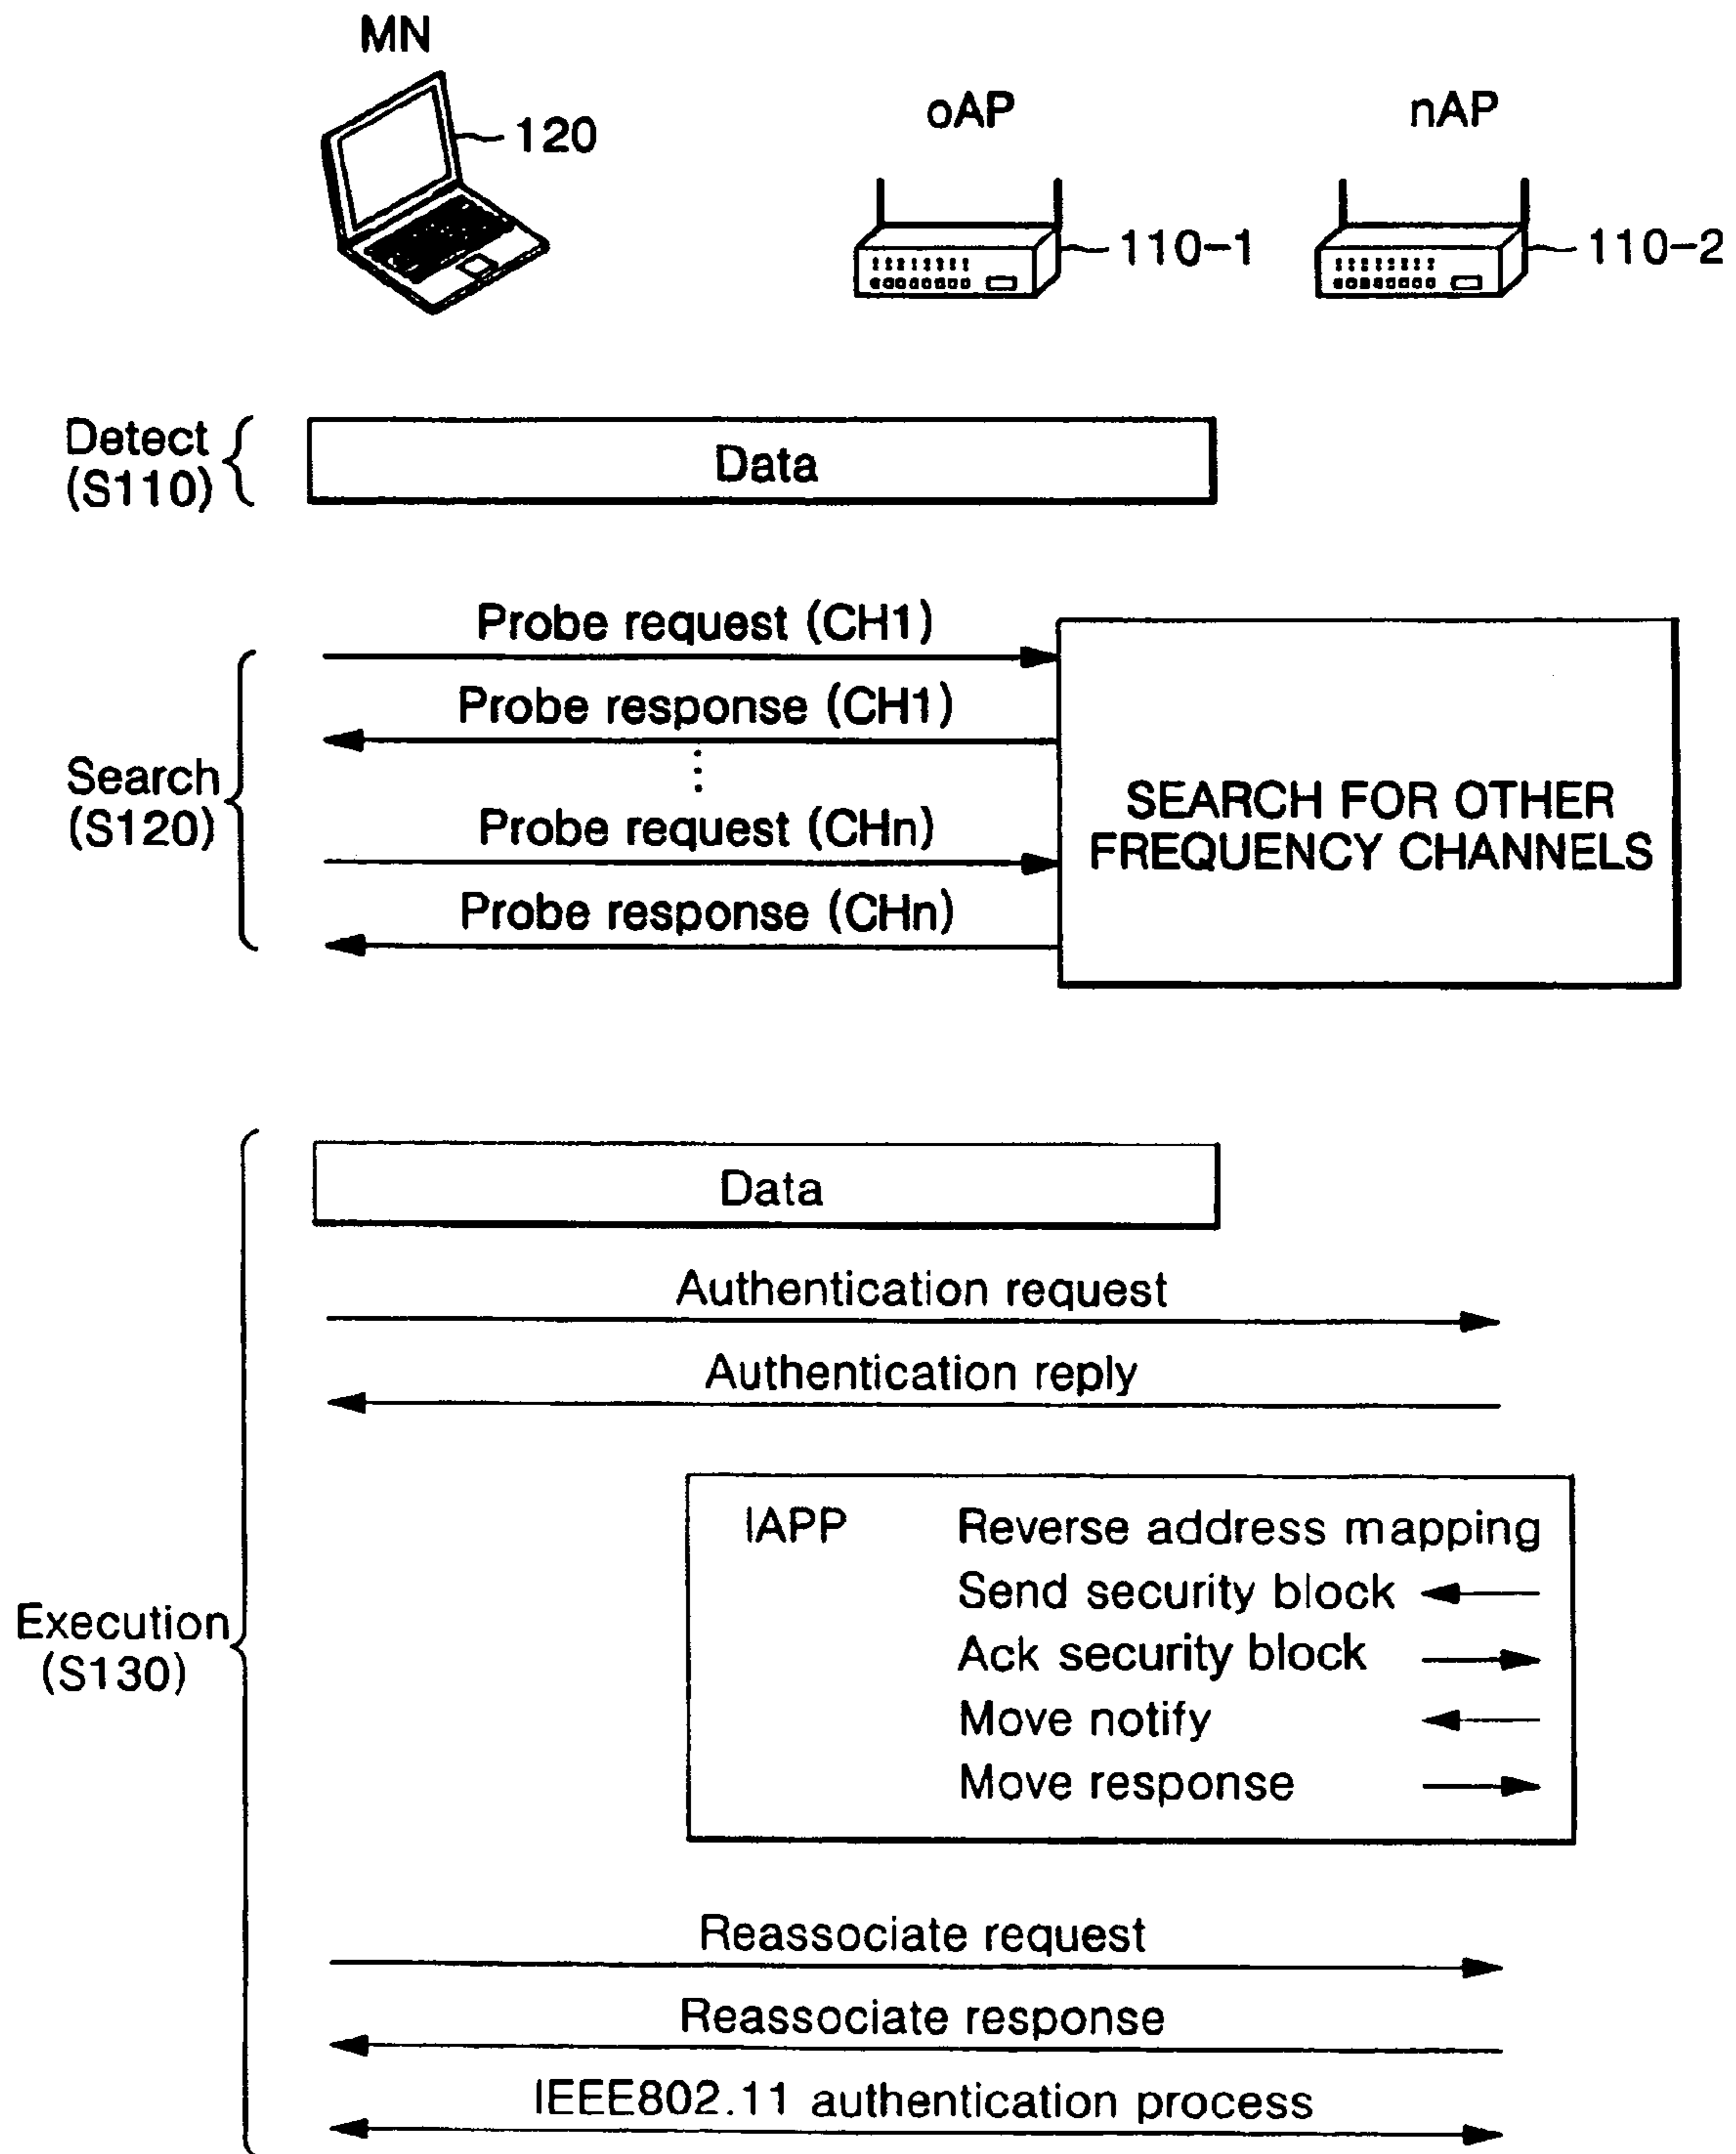 MN
120
oAP
nAP
110-1
110-2
Detect
(S110)
Data
Search
(S120)
Probe request (CH1)
Probe response (CH1)
⋮
Probe request (CHn)
Probe response (CHn)
SEARCH FOR OTHER
FREQUENCY CHANNELS
Execution
(S130)
Data
Authentication request
Authentication reply
IAPP
Reverse address mapping
Send security block
Ack security block
Move notify
Move response
Reassociate request
Reassociate response
IEEE802.11 authentication process